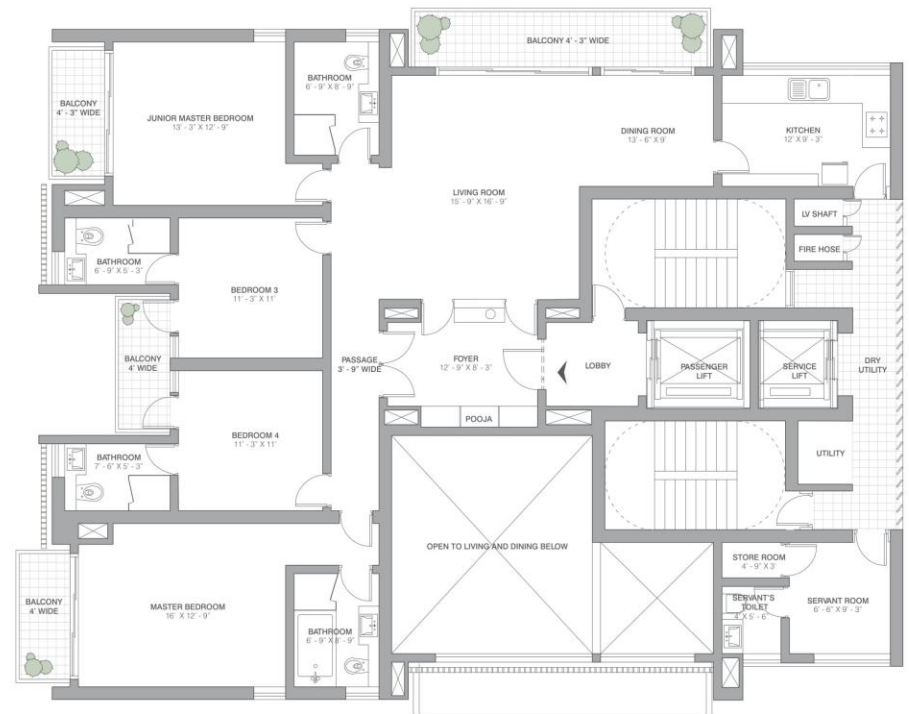 BALCONY 4' - 3" WIDE
BATHROOM
6' - 9" X 8' - 9"
BALCONY
4' - 3" WIDE
JUNIOR MASTER BEDROOM
13' - 3" X 12' - 9"
DINING ROOM
13' - 6" X 9'
KITCHEN
12' X 9' - 3"
LIVING ROOM
15' - 9" X 16' - 9"
LV SHAFT
FIRE HOSE
BATHROOM
6' - 9" X 5' - 3"
BEDROOM 3
11' - 3" X 11'
BALCONY
4' WIDE
PASSAGE
3' - 9" WIDE
FOYER
12' - 9" X 8' - 3"
LOBBY
PASSENGER
LIFT
SERVICE
LIFT
DRY
UTILITY
POOJA
BEDROOM 4
11' - 3" X 11'
BATHROOM
7' - 6" X 5' - 3"
UTILITY
OPEN TO LIVING AND DINING BELOW
STORE ROOM
4' - 9" X 3'
BALCONY
4' WIDE
MASTER BEDROOM
16' X 12' - 9"
BATHROOM
6' - 9" X 8' - 9"
SERVANT'S
TOILET
4' X 5' - 6"
SERVANT ROOM
6' - 6" X 9' - 3"